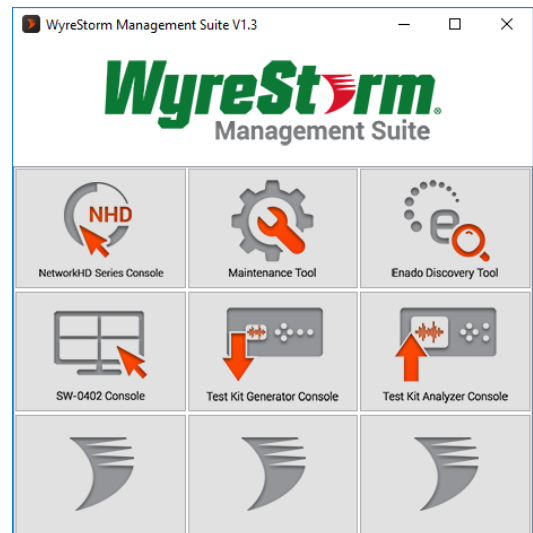 WyreStorm Management Suite V1.3
WyreStorm
Management Suite
NHD
NetworkHD Series Console
Maintenance Tool
e
Enado Discovery Tool
SW-0402 Console
Test Kit Generator Console
Test Kit Analyzer Console